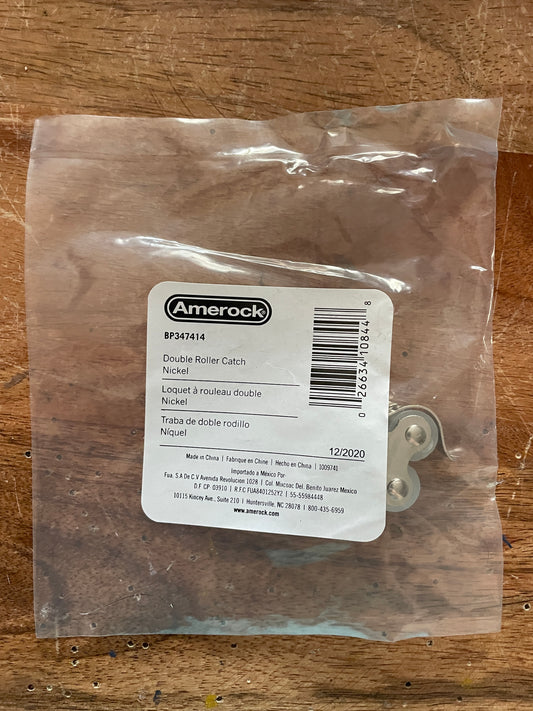 Amerock®
BP347414
Double Roller Catch
Nickel
Loquet à rouleau double
Nickel
Traba de doble rodillo
Níquel
12/2020
Made in China | Fabrique en Chine | Hecho en China | 1009741
Importado a México Por
Fua. S.A De C.V Avenida Revolucion 1028 | Col. Mixcoac Del. Benito Juarez Mexico
D.F CP. 03910 | R.F.C FUA8401252Y2 | 55-55984448
10115 Kincey Ave., Suite 210 | Huntersville, NC 28078 | 800-435-6959
www.amerock.com
0 26634 10844 8